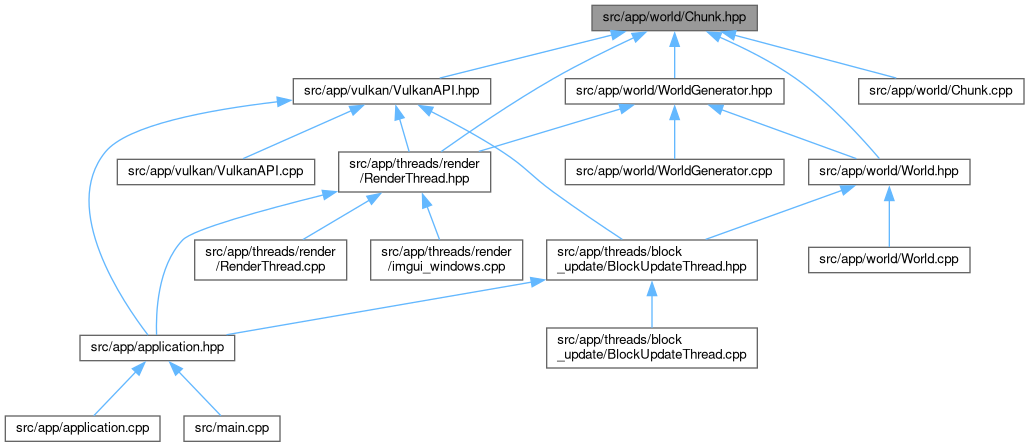 src/app/world/Chunk.hpp
src/app/vulkan/VulkanAPI.hpp
src/app/world/WorldGenerator.hpp
src/app/world/Chunk.cpp
src/app/vulkan/VulkanAPI.cpp
src/app/threads/render
/RenderThread.hpp
src/app/world/WorldGenerator.cpp
src/app/world/World.hpp
src/app/threads/render
/RenderThread.cpp
src/app/threads/render
/imgui_windows.cpp
src/app/threads/block
_update/BlockUpdateThread.hpp
src/app/world/World.cpp
src/app/application.hpp
src/app/threads/block
_update/BlockUpdateThread.cpp
src/app/application.cpp
src/main.cpp